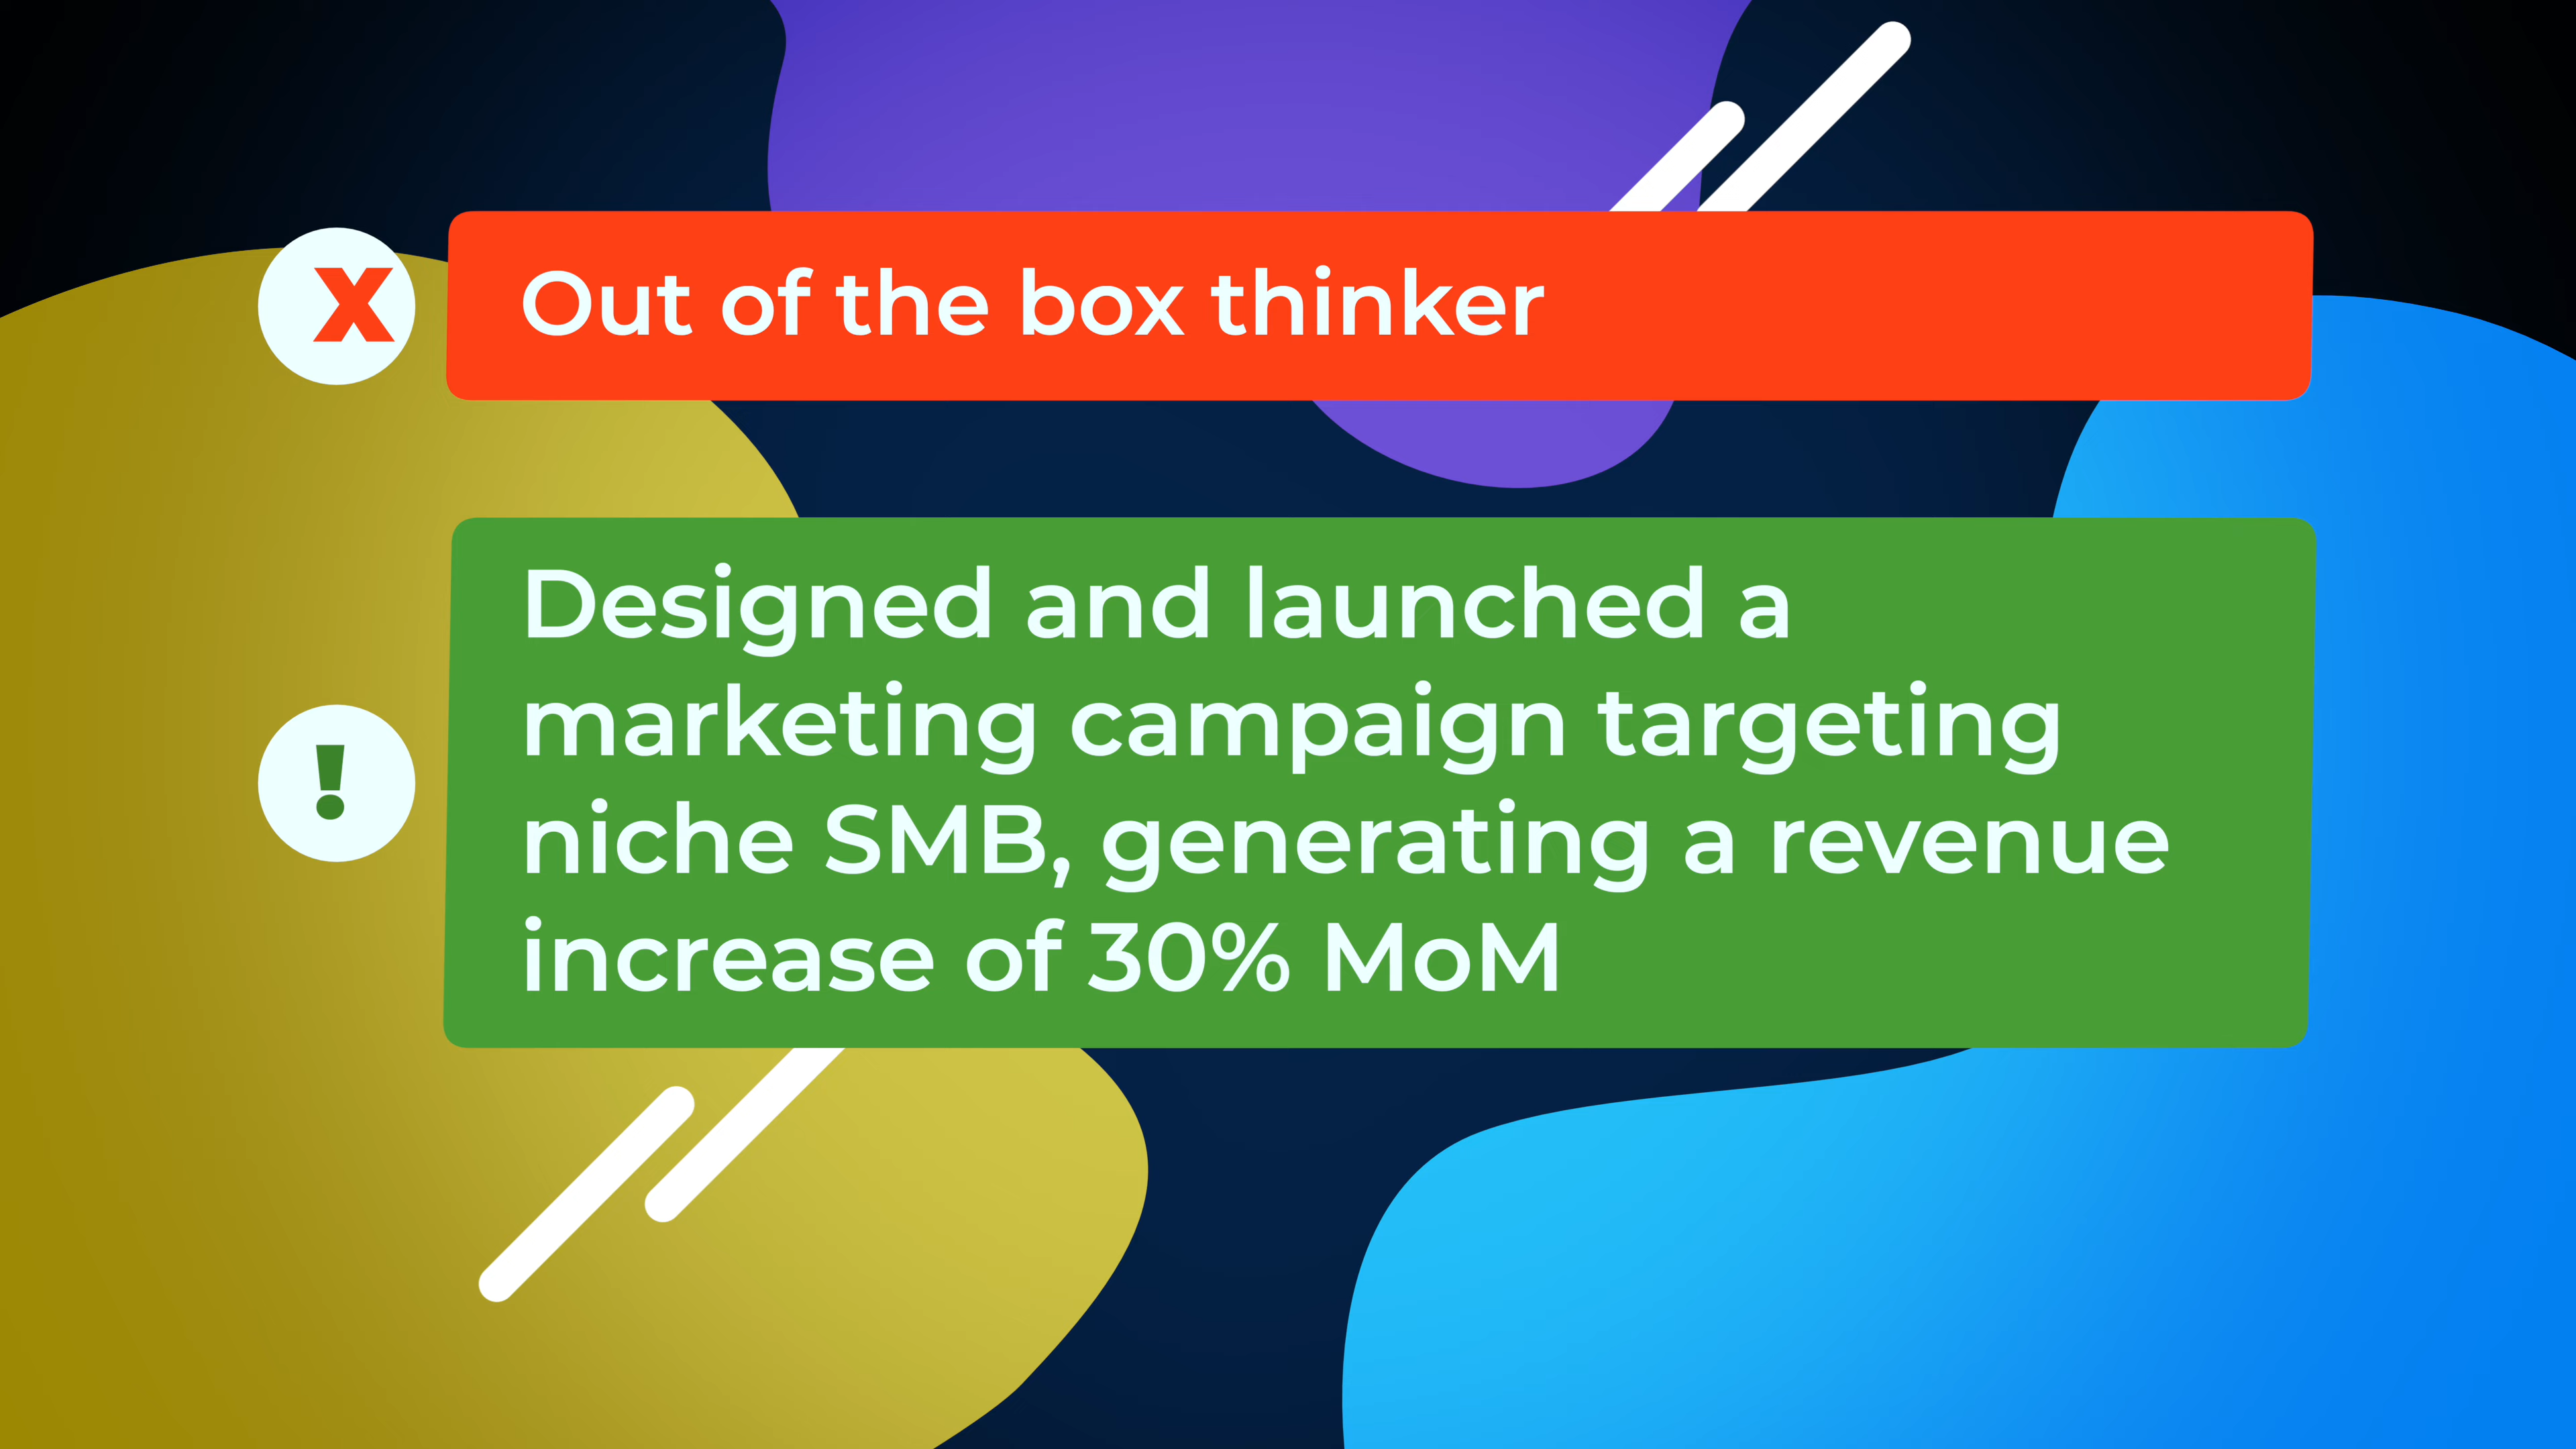 X
Out of the box thinker
!
Designed and launched a
marketing campaign targeting
niche SMB, generating a revenue
increase of 30% MoM